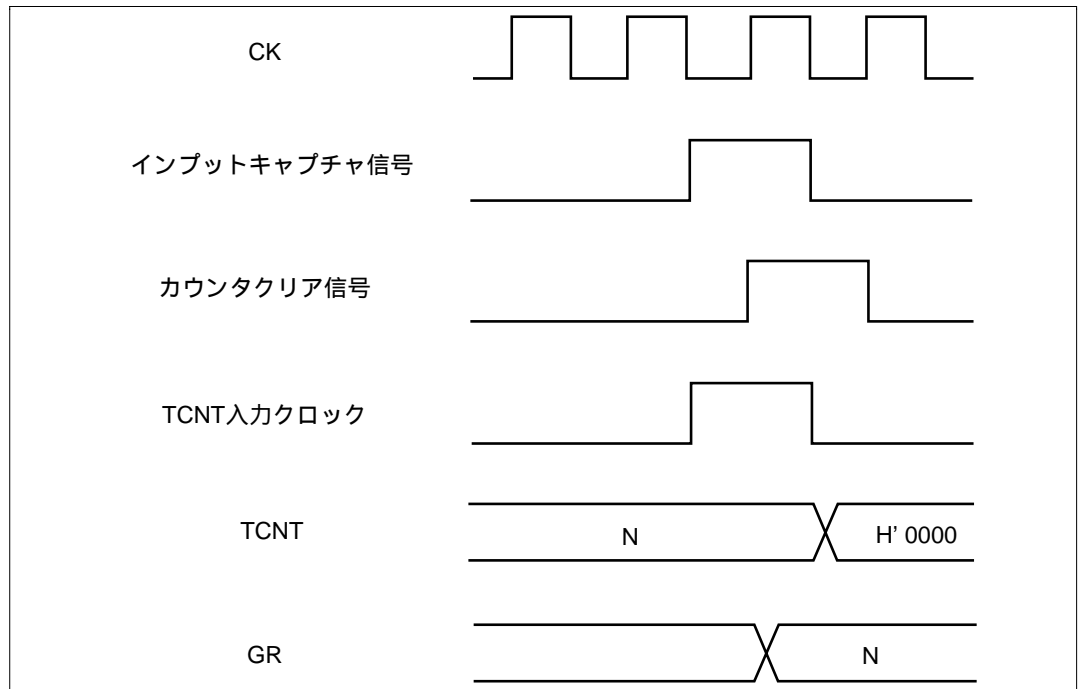 CK
インプットキャプチャ信号
カウンタクリア信号
TCNT入力クロック
TCNT
N
H’ 0000
GR
N